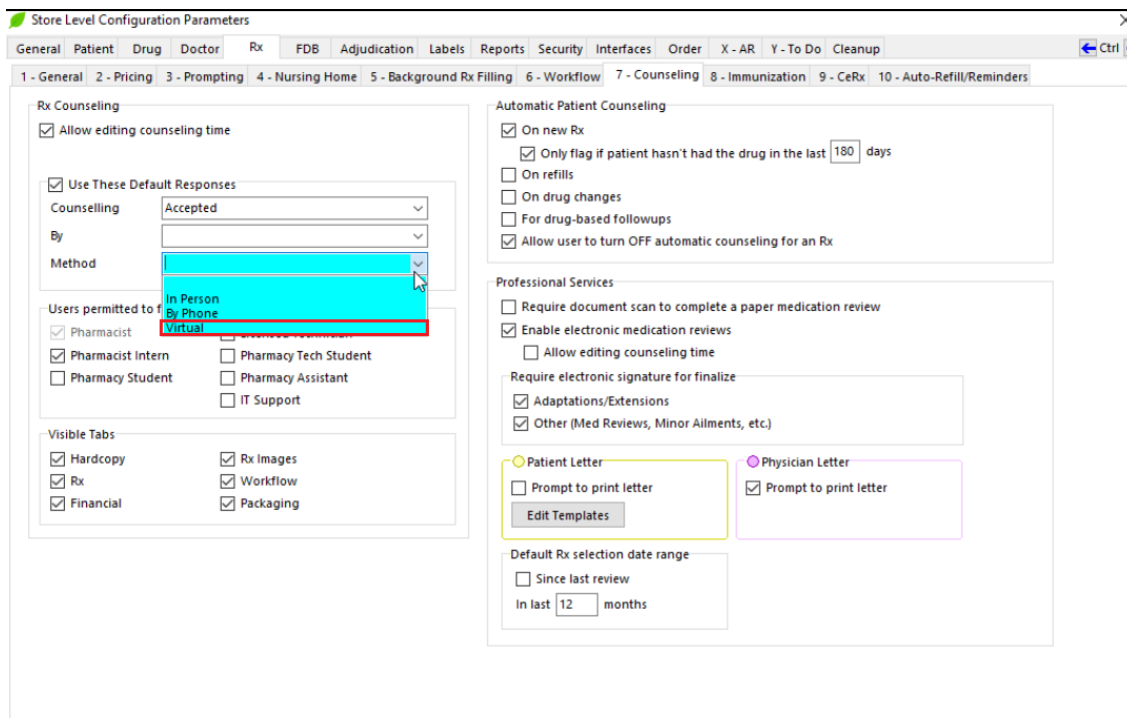 Store Level Configuration Parameters
General Patient Drug Doctor Rx FDB Adjudication Labels Reports Security Interfaces Order X - AR Y - To Do Cleanup Ctrl
1 - General 2 - Pricing 3 - Prompting 4 - Nursing Home 5 - Background Rx Filling 6 - Workflow 7 - Counseling 8 - Immunization 9 - CeRx 10 - Auto-Refill/Reminders
Rx Counseling
Allow editing counseling time
Use These Default Responses
Counselling Accepted
By
Method
In Person
By Phone
Virtual
Users permitted to f
Pharmacist
Pharmacist Intern Pharmacy Tech Student
Pharmacy Student Pharmacy Assistant
IT Support
Visible Tabs
Hardcopy Rx Images
Rx Workflow
Financial Packaging
Automatic Patient Counseling
On new Rx
Only flag if patient hasn't had the drug in the last 180 days
On refills
On drug changes
For drug-based followups
Allow user to turn OFF automatic counseling for an Rx
Professional Services
Require document scan to complete a paper medication review
Enable electronic medication reviews
Allow editing counseling time
Require electronic signature for finalize
Adaptations/Extensions
Other (Med Reviews, Minor Ailments, etc.)
Patient Letter
Prompt to print letter
Edit Templates
Physician Letter
Prompt to print letter
Default Rx selection date range
Since last review
In last 12 months